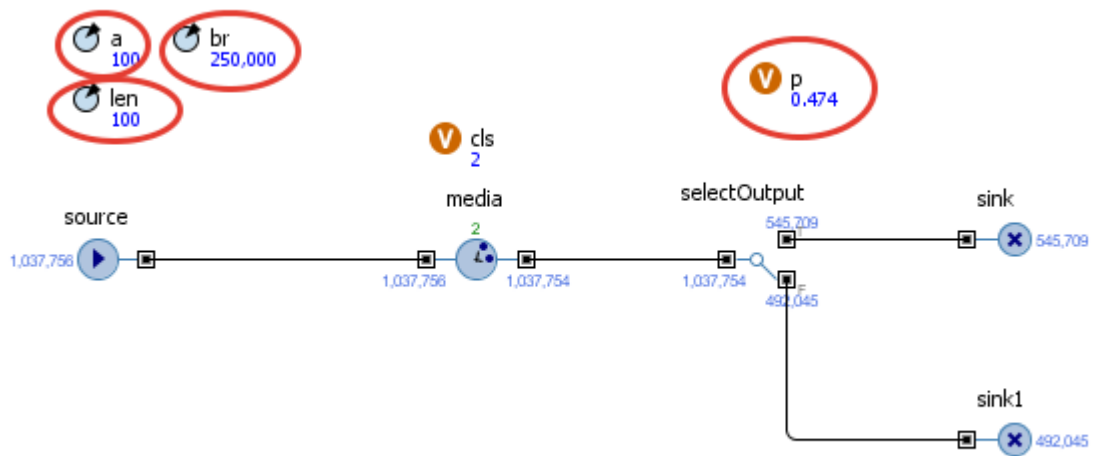 a
100
br
250,000
len
100
V
p
0.474
V
cls
2
source
1,037,756
media
2
1,037,756
1,037,754
selectOutput
1,037,754
545,709
T
F
492,045
sink
545,709
sink1
492,045